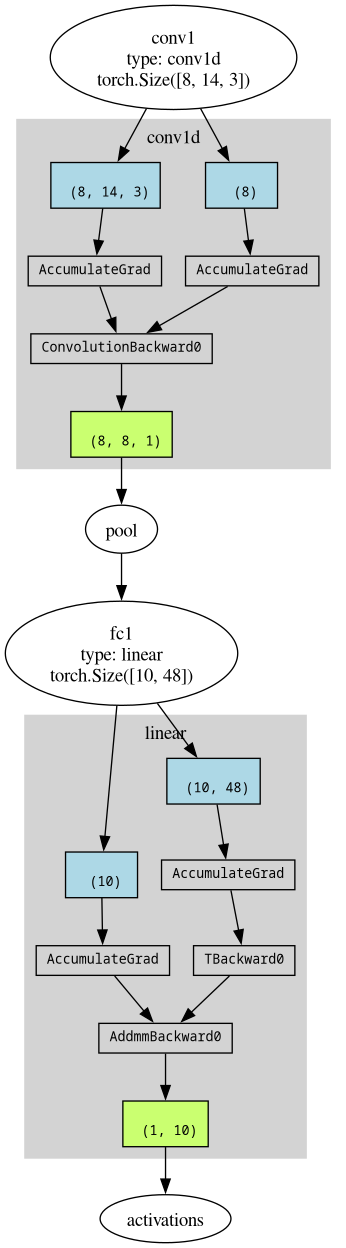 conv1
type: conv1d
torch.Size([8, 14, 3])
conv1d
(8, 14, 3)
(8)
AccumulateGrad
AccumulateGrad
ConvolutionBackward0
(8, 8, 1)
pool
fc1
type: linear
torch.Size([10, 48])
linear
(10, 48)
(10)
AccumulateGrad
AccumulateGrad
TBackward0
AddmmBackward0
(1, 10)
activations